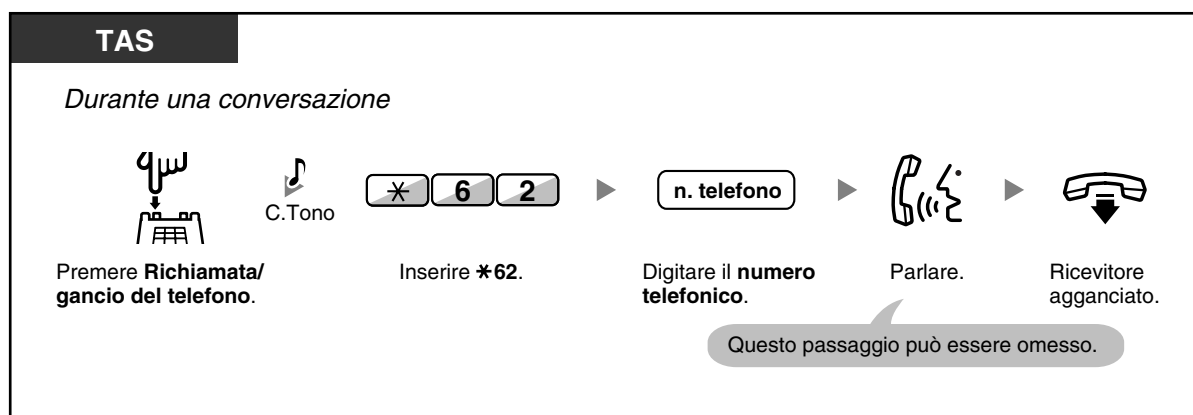 TAS
Durante una conversazione
C.Tono
* 6 2
n. telefono
Premere Richiamata/
gancio del telefono.
Inserire *62.
Digitare il numero
telefonico.
Parlare.
Ricevitore
agganciato.
Questo passaggio può essere omesso.